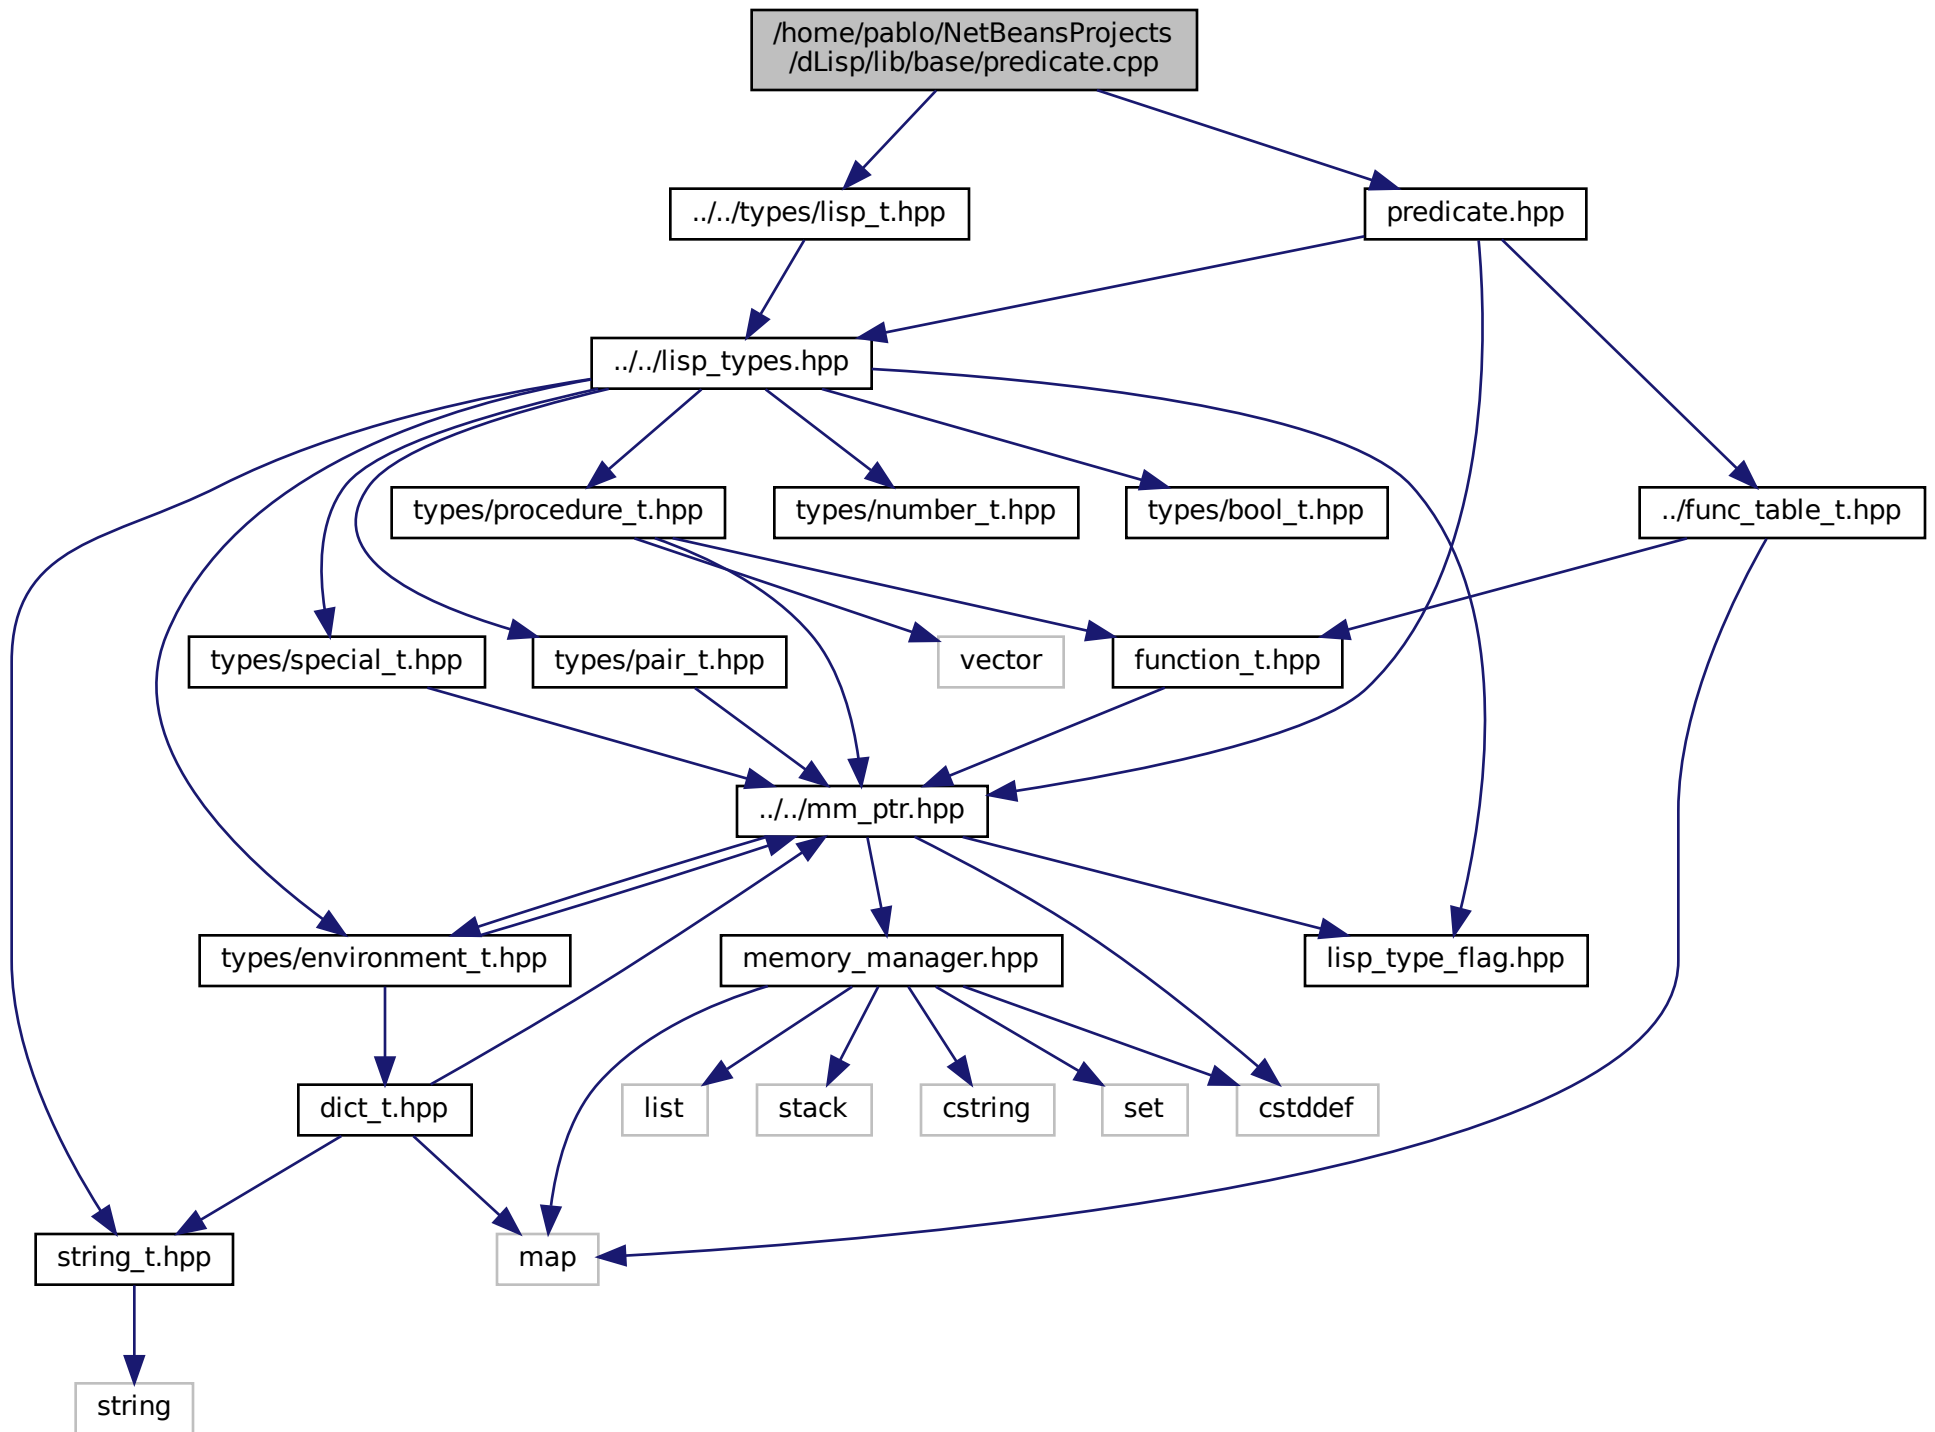 /home/pablo/NetBeansProjects
/dLisp/lib/base/predicate.cpp
../../types/lisp_t.hpp
predicate.hpp
../../lisp_types.hpp
types/procedure_t.hpp
types/number_t.hpp
types/bool_t.hpp
../func_table_t.hpp
types/special_t.hpp
types/pair_t.hpp
vector
function_t.hpp
../../mm_ptr.hpp
types/environment_t.hpp
memory_manager.hpp
lisp_type_flag.hpp
dict_t.hpp
list
stack
cstring
set
cstddef
string_t.hpp
map
string